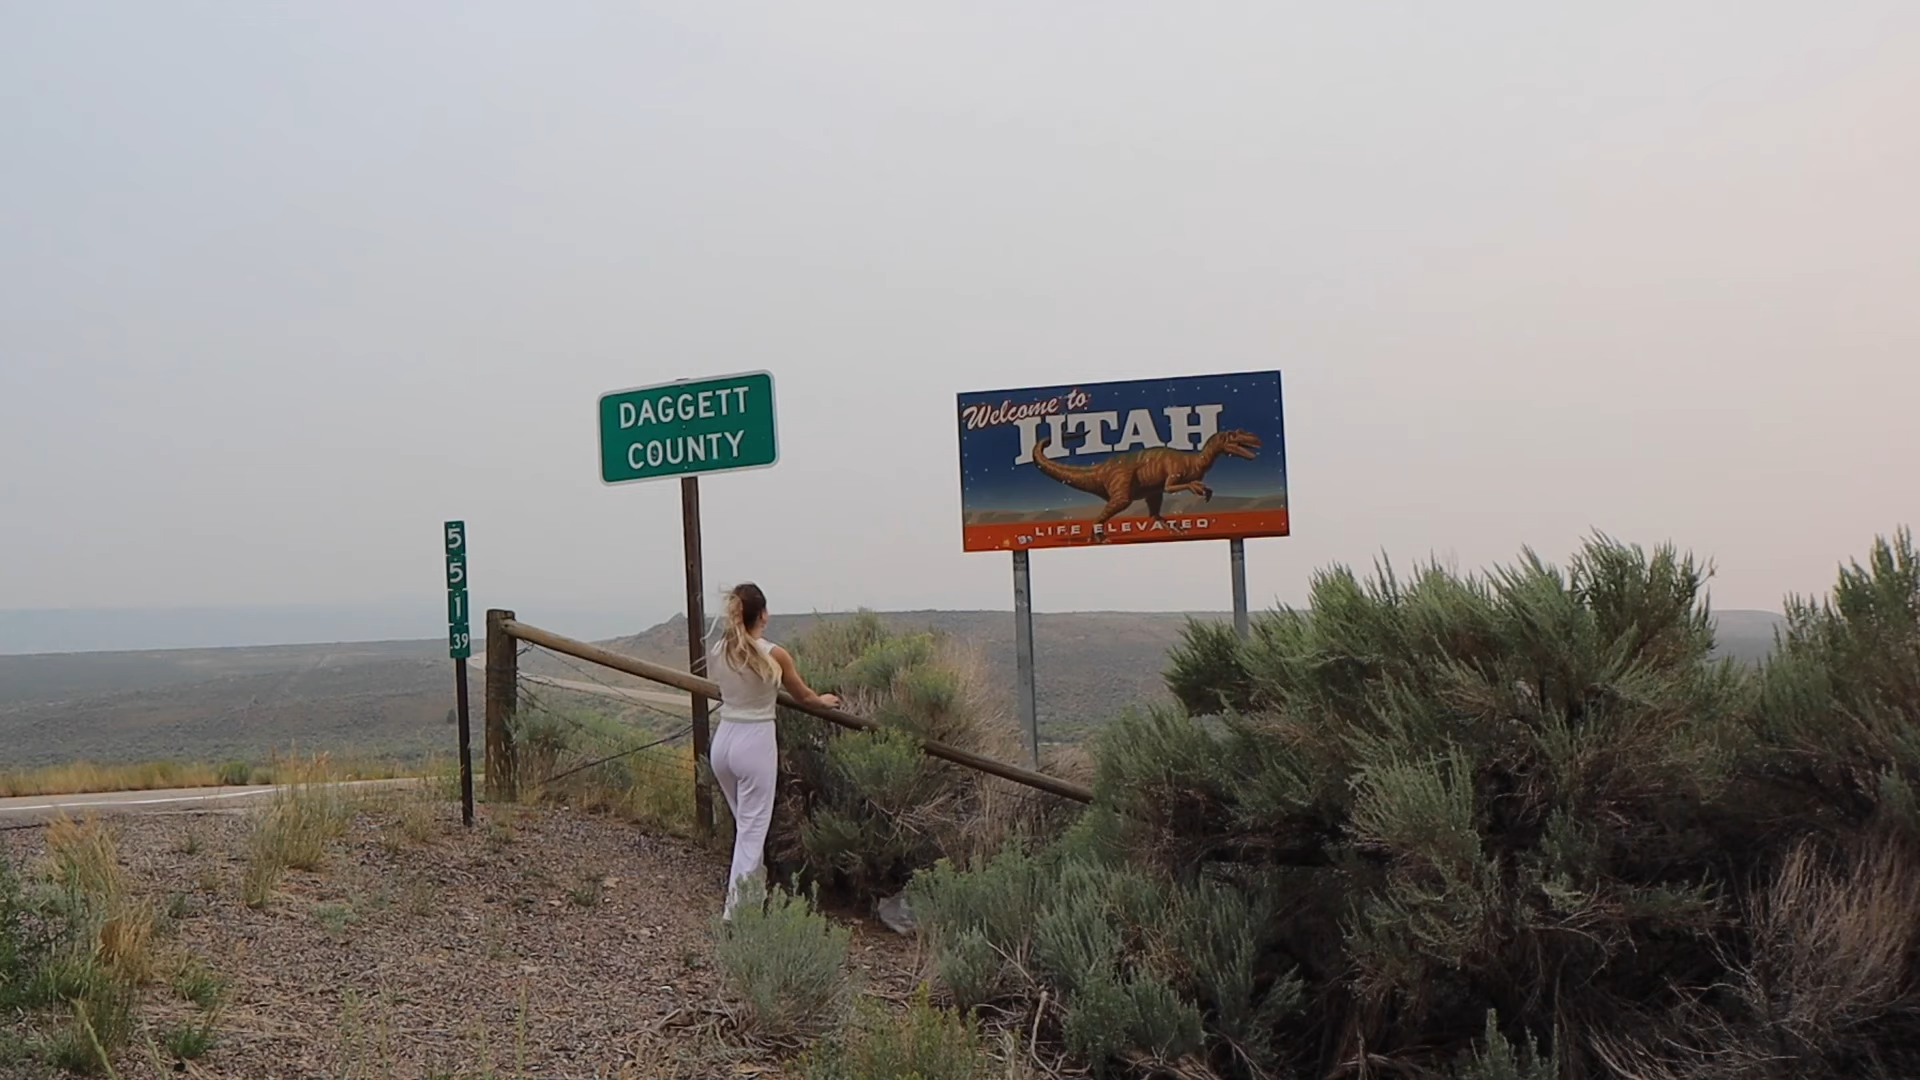 DAGGETT
COUNTY
Welcome to
UTAH
LIFE ELEVATED
5
5
1
.39